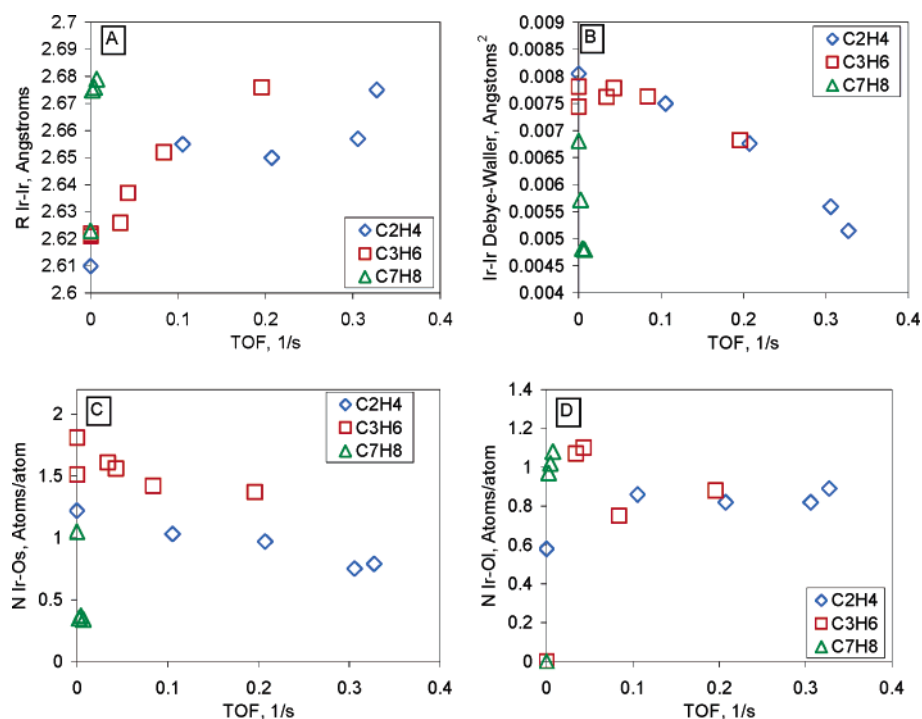 A
2.7
2.69
2.68
2.67
2.66
2.65
2.64
2.63
2.62
2.61
2.6
R Ir-Ir, Angstroms
0
0.1
0.2
0.3
0.4
TOF, 1/s
C2H4
C3H6
C7H8
B
0.009
0.0085
0.008
0.0075
0.007
0.0065
0.006
0.0055
0.005
0.0045
0.004
Ir-Ir Debye-Waller, Angstoms²
0
0.1
0.2
0.3
0.4
TOF, 1/s
C2H4
C3H6
C7H8
C
2
1.5
1
0.5
0
N Ir-Os, Atoms/atom
0
0.1
0.2
0.3
0.4
TOF, 1/s
C2H4
C3H6
C7H8
D
1.4
1.2
1
0.8
0.6
0.4
0.2
0
N Ir-Ol, Atoms/atom
0
0.1
0.2
0.3
0.4
TOF, 1/s
C2H4
C3H6
C7H8